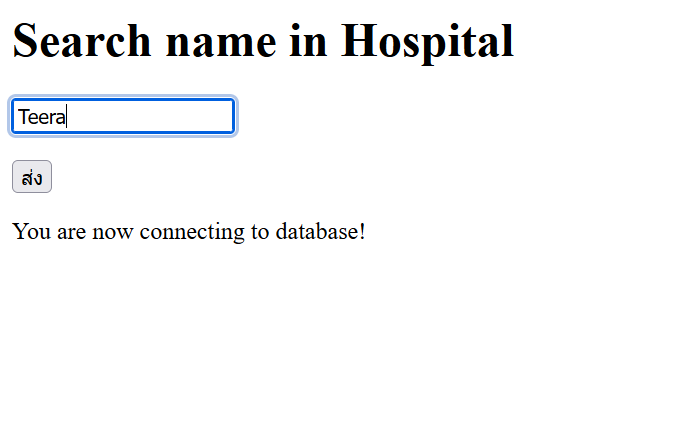 Search name in Hospital
Teera
ส่ง
You are now connecting to database!